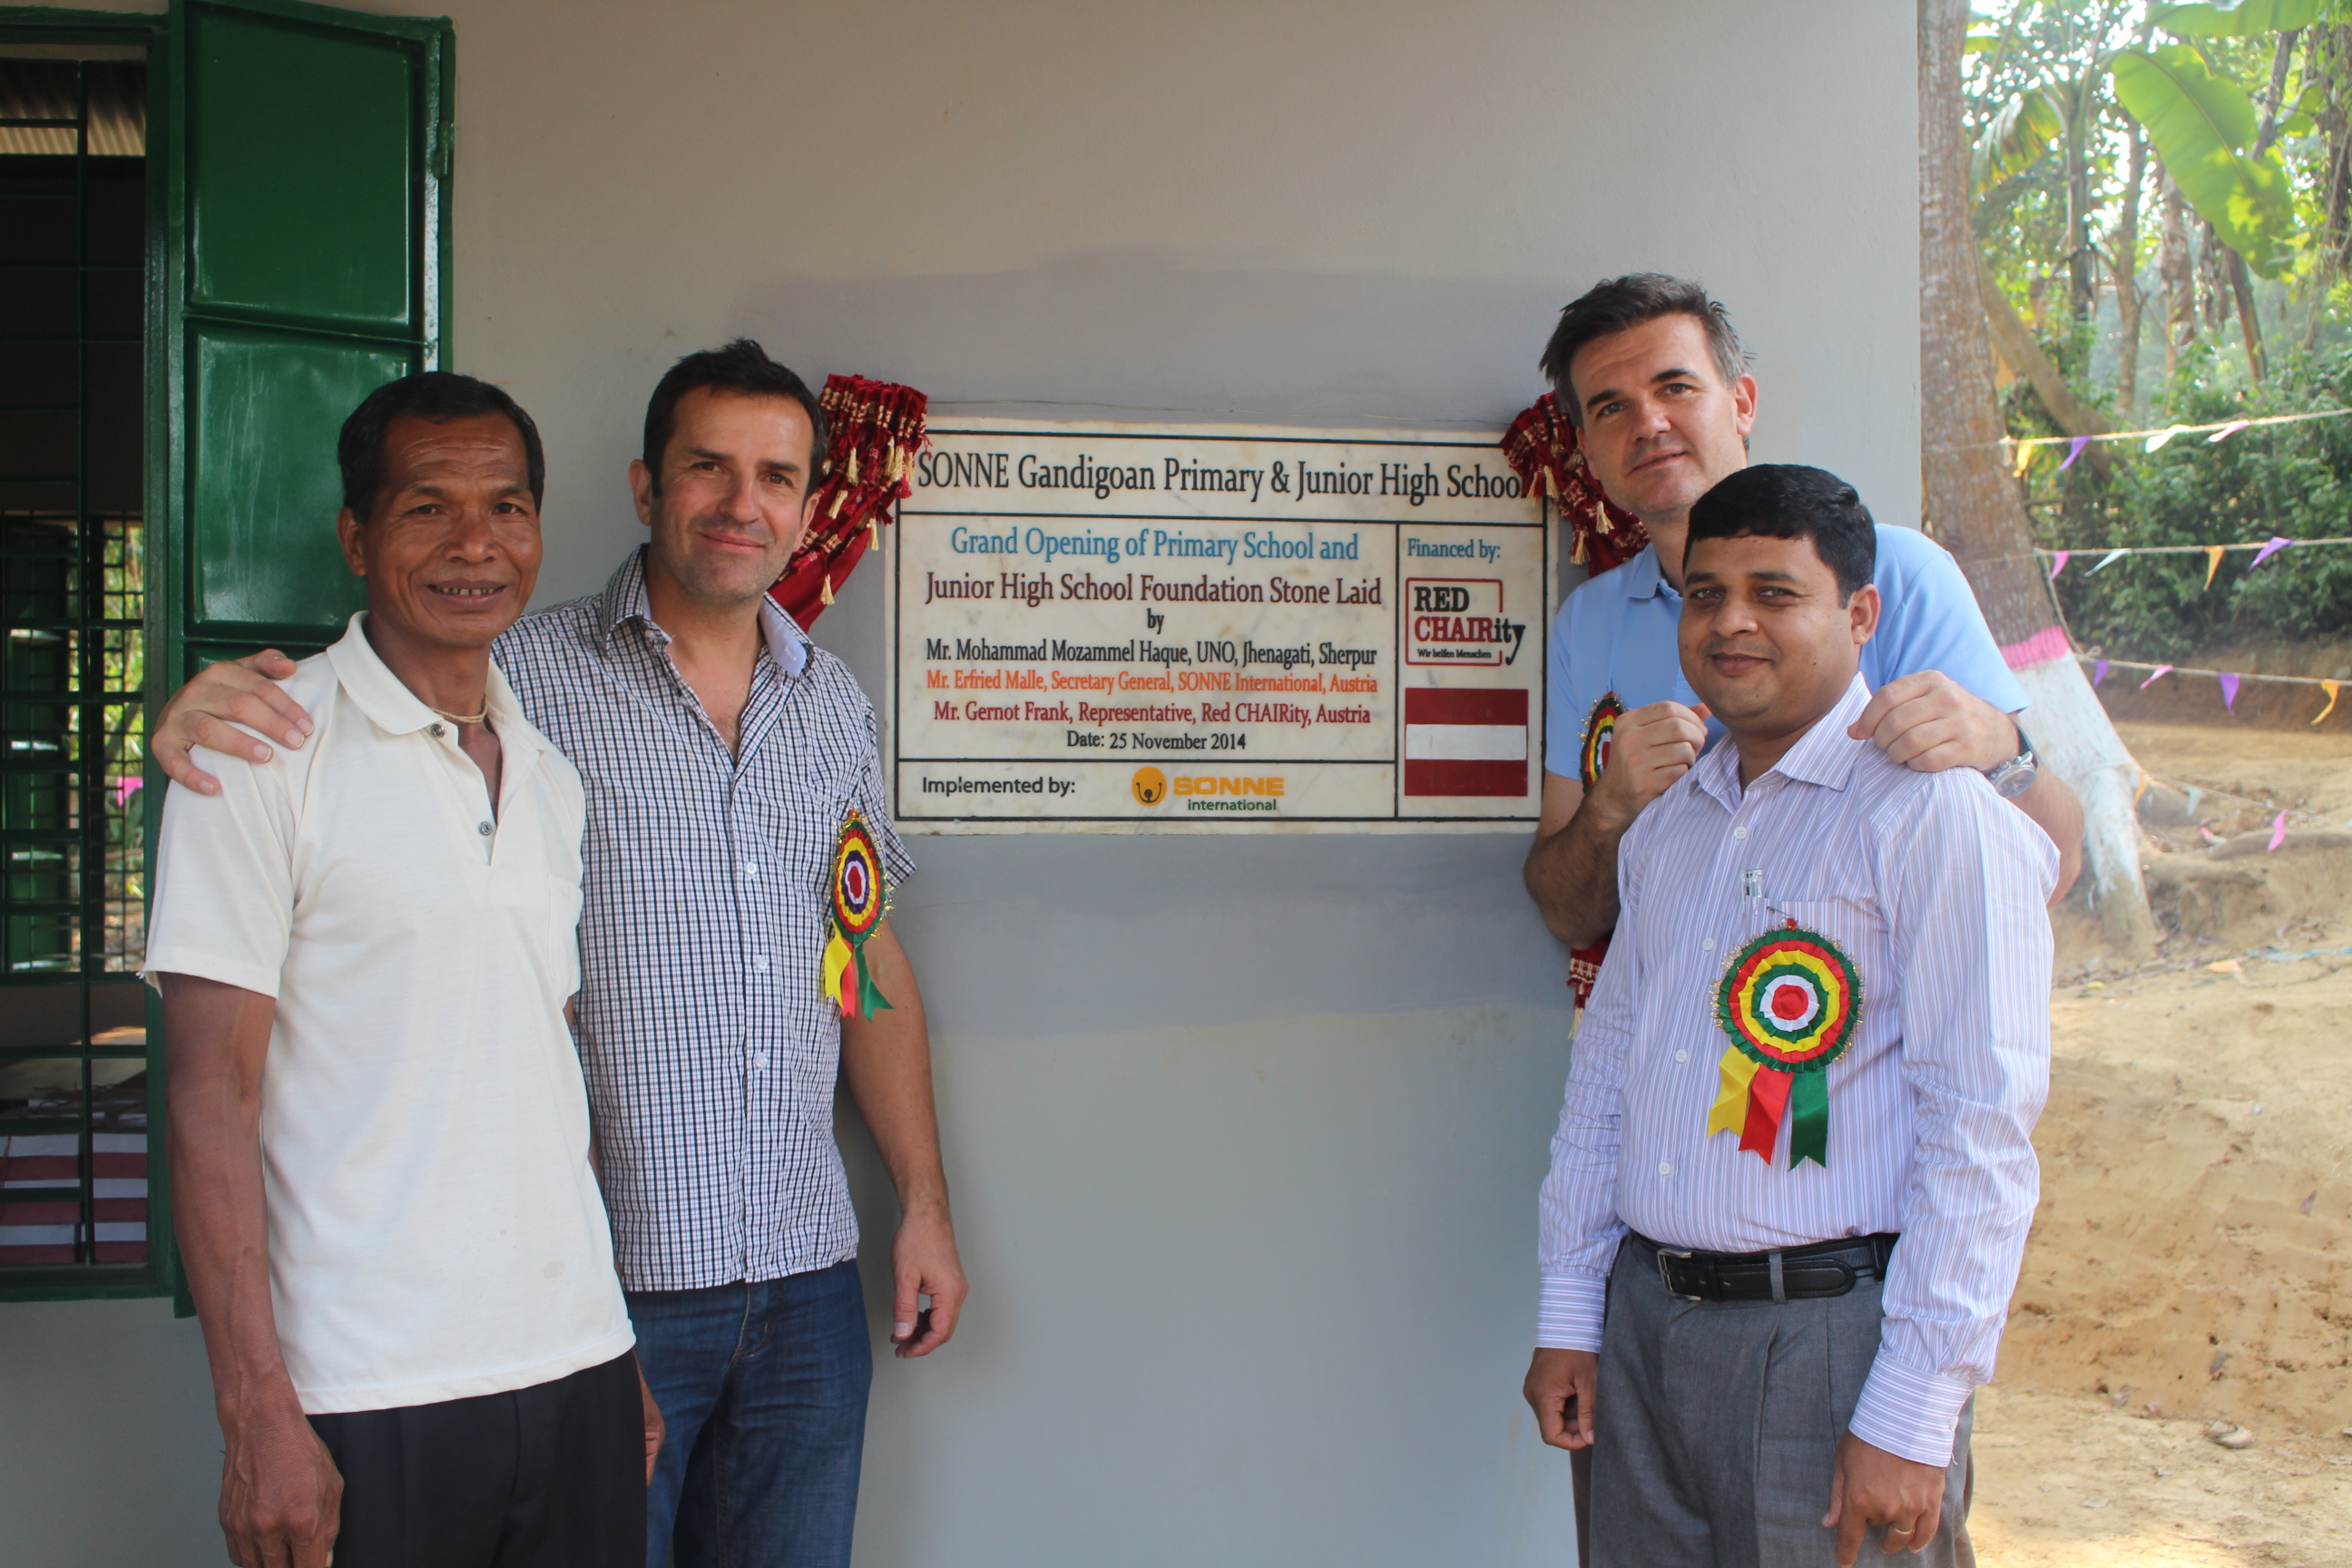 SONNE Gandigoan Primary & Junior High School
Grand Opening of Primary School and
Junior High School Foundation Stone Laid
by
Mr. Mohammad Mozammel Haque, UNO, Jhenagati, Sherpur
Mr. Erfried Malle, Secretary General, SONNE International, Austria
Mr. Gernot Frank, Representative, Red CHAIRity, Austria
Date: 25 November 2014
Financed by:
RED
CHAIRity
Wir helfen Menschen
Implemented by:
SONNE
international